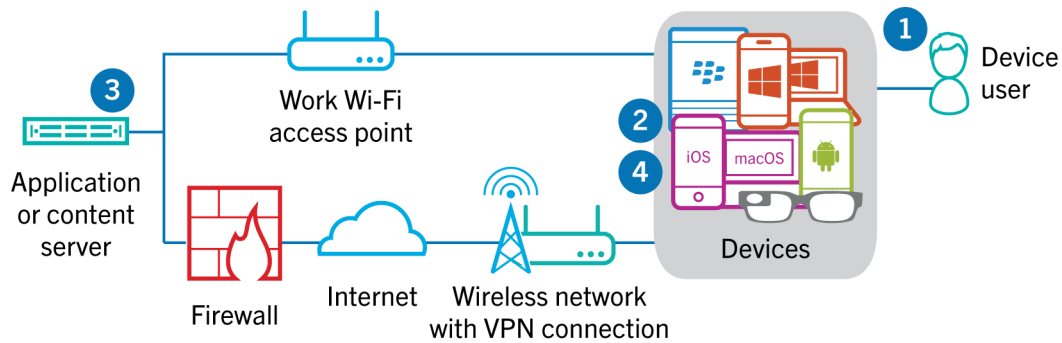 1
Device
user
3
Work Wi-Fi
access point
2
iOS
macOS
4
Application
or content
server
Devices
Firewall
Internet
Wireless network
with VPN connection